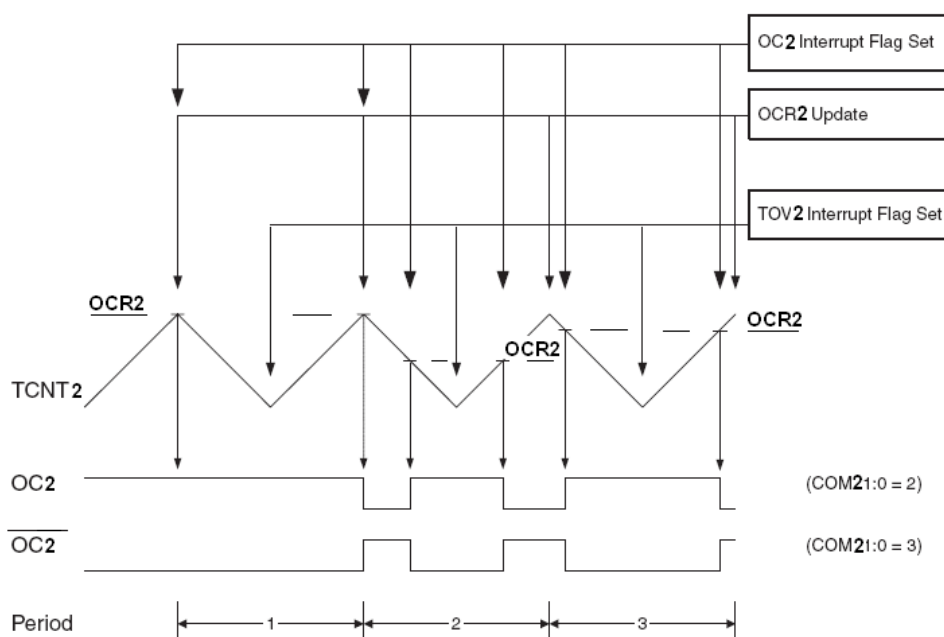 OC2 Interrupt Flag Set
OCR2 Update
TOV2 Interrupt Flag Set
OCR2
OCR2
OCR2
TCNT2
OC2 (COM21:0 = 2)
OC2 (COM21:0 = 3)
Period 1 2 3